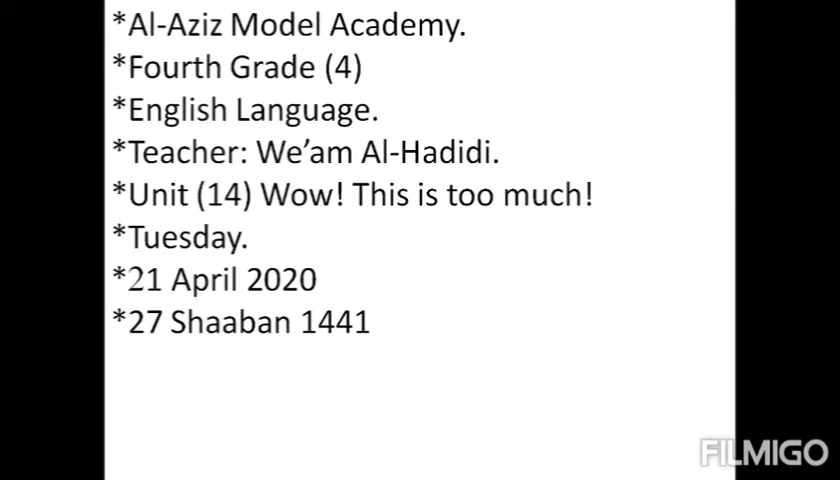 *Al-Aziz Model Academy.
*Fourth Grade (4)
*English Language.
*Teacher: We’am Al-Hadidi.
*Unit (14) Wow! This is too much!
*Tuesday.
*21 April 2020
*27 Shaaban 1441
FILMIGO